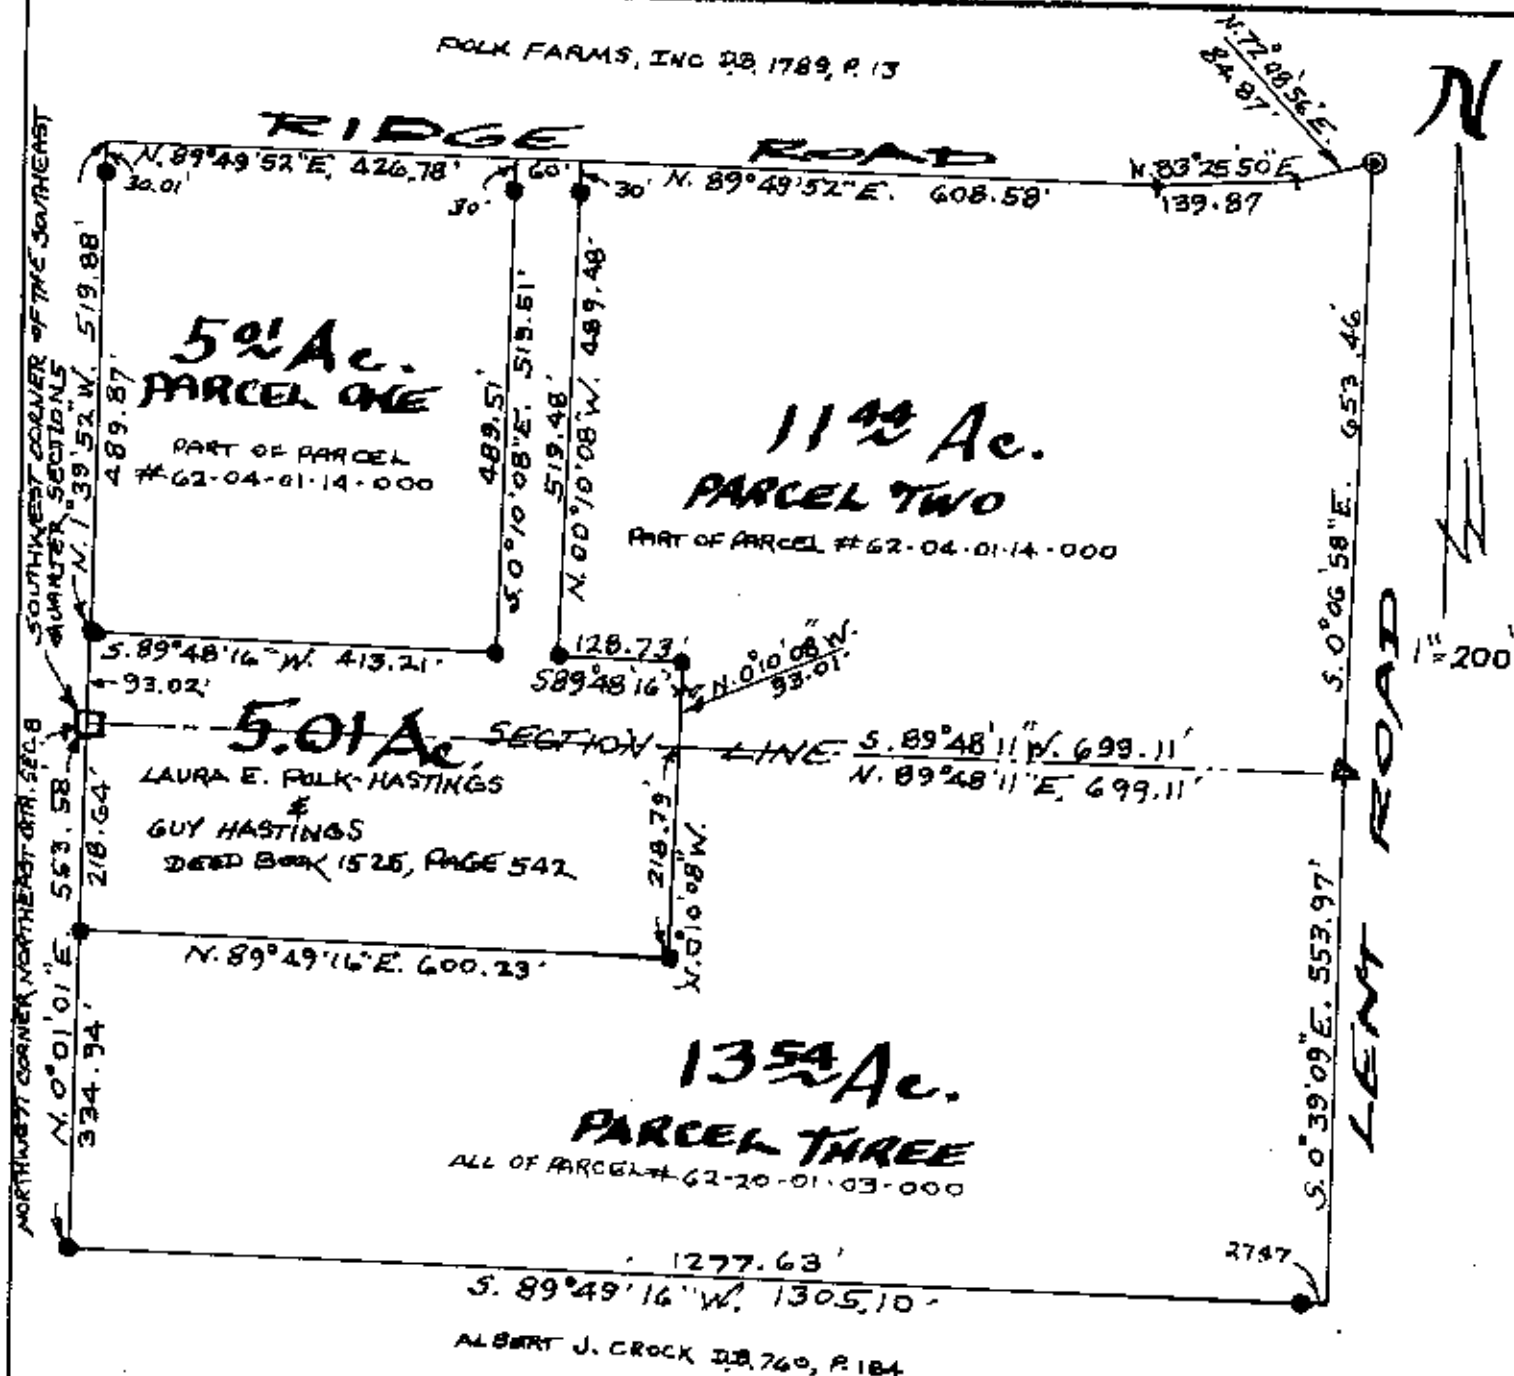 POLK FARMS, INC D.B. 1789, P. 13
N. 72° 08' 56" E.
84.87'
N
RIDGE ROAD
N. 89° 49' 52" E. 426.78'
60'
N. 89° 49' 52" E. 608.58'
N. 83° 25' 50" E
139.87
30.01'
30'
30'
SOUTHWEST CORNER OF THE SOUTHEAST
QUARTER SECTIONS
N. 1° 39' 52" W. 519.88'
489.87'
5.01 Ac.
PARCEL ONE
PART OF PARCEL
# 62-04-01-14-000
489.51'
S. 0° 10' 08" E. 519.51'
519.48'
N. 00° 10' 08" W. 489.48'
11.44 Ac.
PARCEL TWO
PART OF PARCEL # 62-04-01-14-000
S. 0° 06' 58" E. 653.46'
1" = 200'
S. 89° 48' 16" W. 413.21'
128.73'
S89° 48' 16"
N. 0° 10' 08" W.
93.01'
93.02'
SECTION LINE
S. 89° 48' 11" W. 699.11'
N. 89° 48' 11" E. 699.11'
5.01 Ac.
LAURA E. POLK-HASTINGS
&
GUY HASTINGS
DEED BOOK 1525, PAGE 542
218.79'
N. 0° 10' 08" W.
NORTHWEST CORNER, NORTHEAST QTR. SEC. 8
N. 0° 01' 01" E. 553.58'
218.64'
334.94'
N. 89° 49' 16" E. 600.23'
LENT ROAD
S. 0° 39' 09" E. 553.97'
13.54 Ac.
PARCEL THREE
ALL OF PARCEL # 62-20-01-03-000
27.47
1277.63'
S. 89° 49' 16" W. 1305.10'
ALBERT J. CROCK D.B. 760, P. 184